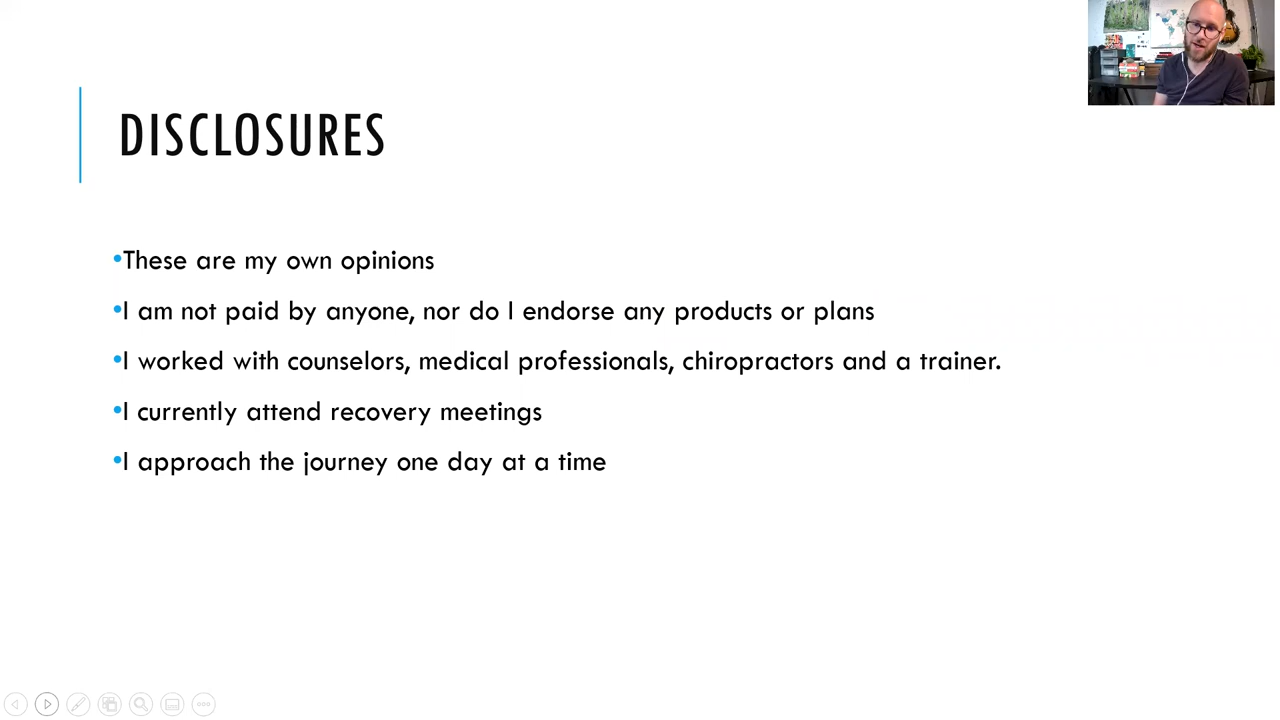 DISCLOSURES
•These are my own opinions
•I am not paid by anyone, nor do I endorse any products or plans
•I worked with counselors, medical professionals, chiropractors and a trainer.
•I currently attend recovery meetings
•I approach the journey one day at a time